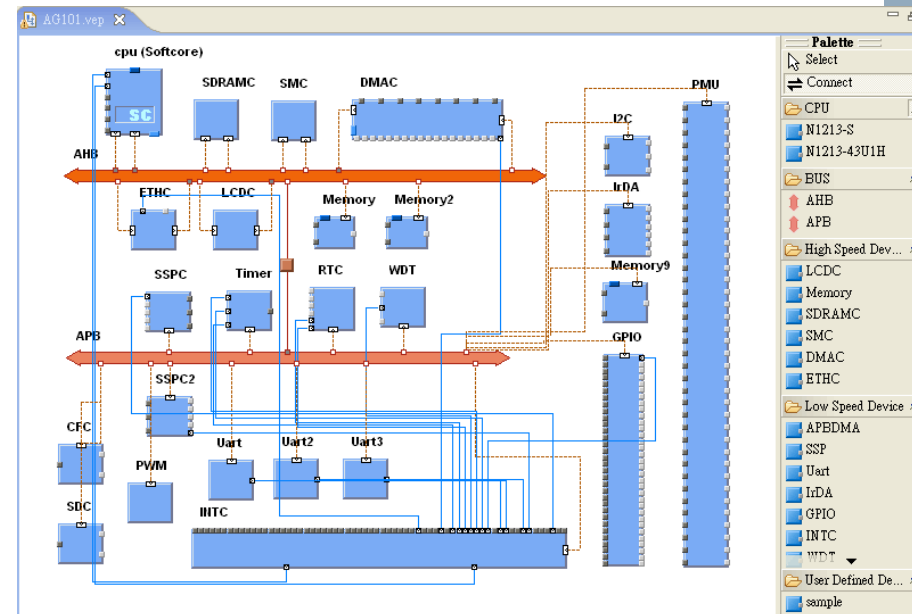 AG101.vep
cpu (Softcore)
SC
SDRAMC
SMC
DMAC
PMU
I2C
AHB
ETHC
LCDC
Memory
Memory2
IrDA
SSPC
Timer
RTC
WDT
Memory9
APB
GPIO
SSPC2
CFC
Uart
Uart2
Uart3
PWM
SDC
INTC
Palette
Select
Connect
CPU
N1213-S
N1213-43U1H
BUS
AHB
APB
High Speed Dev...
LCDC
Memory
SDRAMC
SMC
DMAC
ETHC
Low Speed Device
APBDMA
SSP
Uart
IrDA
GPIO
INTC
WDT
User Defined De...
sample